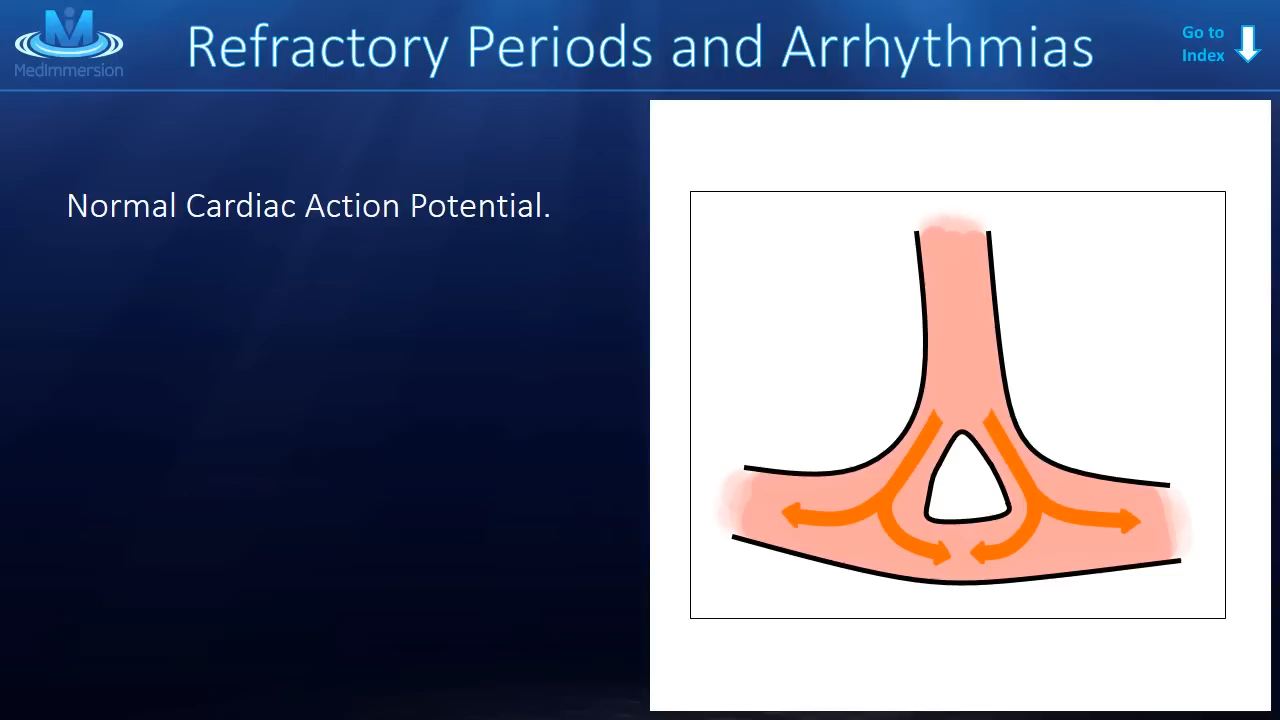 MedImmersion
Refractory Periods and Arrhythmias
Go to
Index
Normal Cardiac Action Potential.